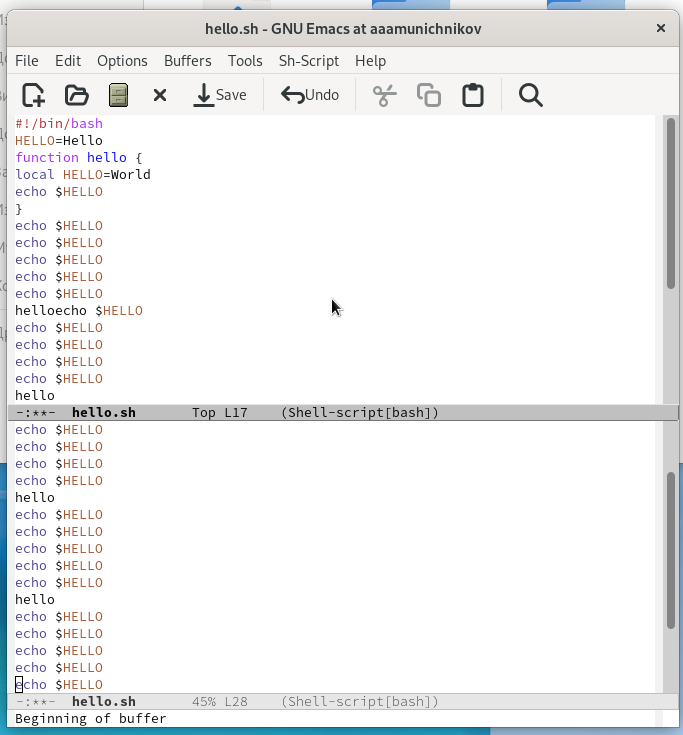 hello.sh - GNU Emacs at aaamunichnikov
File Edit Options Buffers Tools Sh-Script Help
Save Undo
#!/bin/bash
HELLO=Hello
function hello {
local HELLO=World
echo $HELLO
}
echo $HELLO
echo $HELLO
echo $HELLO
echo $HELLO
echo $HELLO
helloecho $HELLO
echo $HELLO
echo $HELLO
echo $HELLO
echo $HELLO
hello
-:**-  hello.sh       Top L17    (Shell-script[bash])
echo $HELLO
echo $HELLO
echo $HELLO
echo $HELLO
hello
echo $HELLO
echo $HELLO
echo $HELLO
echo $HELLO
echo $HELLO
hello
echo $HELLO
echo $HELLO
echo $HELLO
echo $HELLO
echo $HELLO
-:**-  hello.sh       45% L28    (Shell-script[bash])
Beginning of buffer